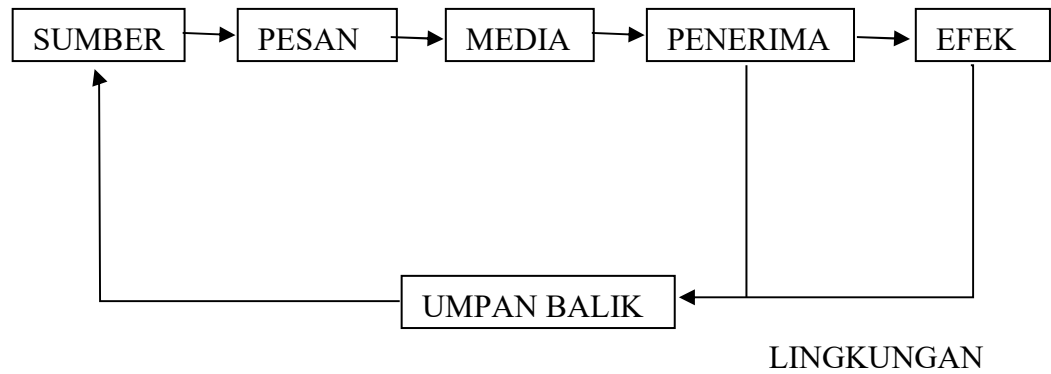 SUMBER PESAN MEDIA PENERIMA EFEK
UMPAN BALIK
LINGKUNGAN